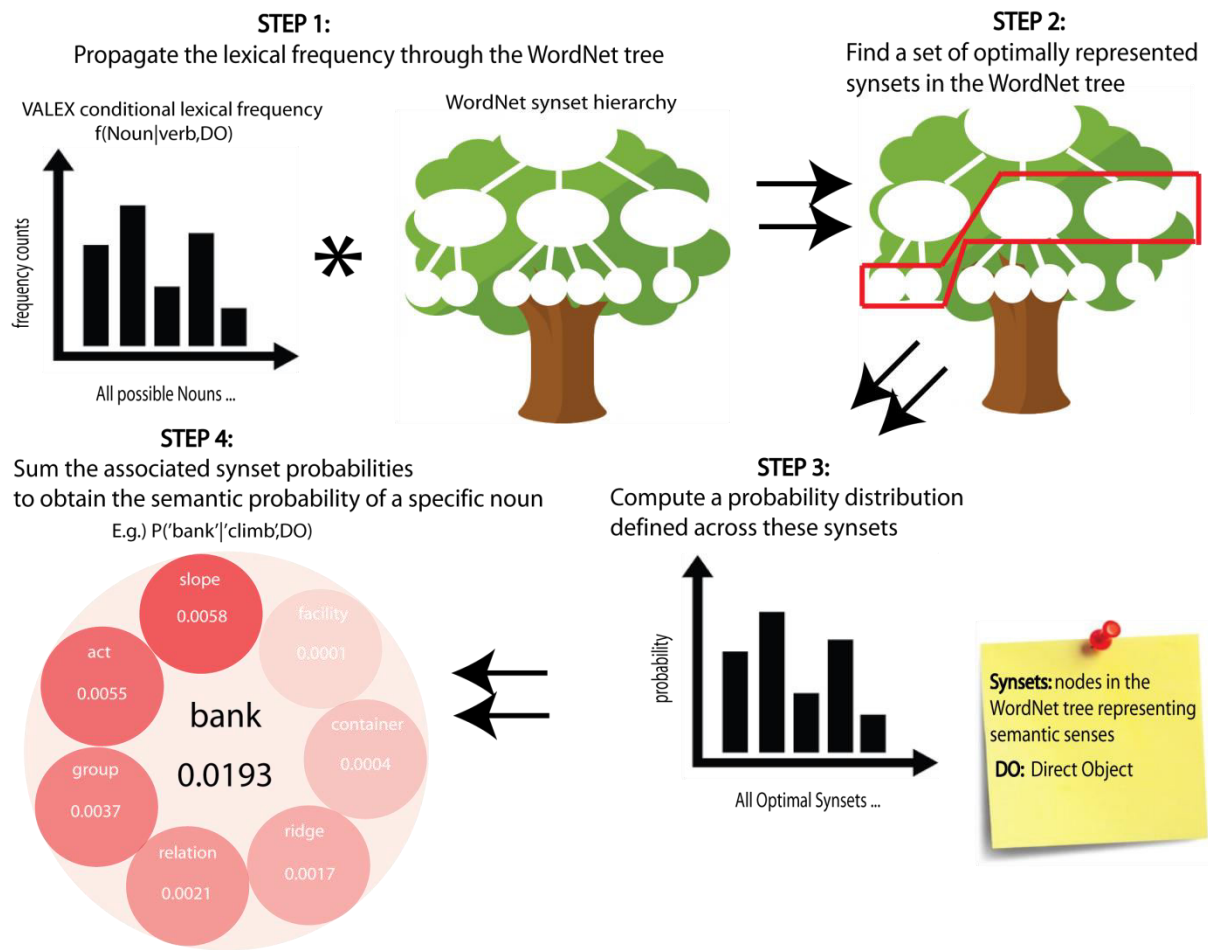 STEP 1:
Propagate the lexical frequency through the WordNet tree
VALEX conditional lexical frequency
f(Noun|verb,DO)
frequency counts
All possible Nouns ...
*
WordNet synset hierarchy
STEP 2:
Find a set of optimally represented
synsets in the WordNet tree
STEP 3:
Compute a probability distribution
defined across these synsets
probability
All Optimal Synsets ...
Synsets: nodes in the
WordNet tree representing
semantic senses
DO: Direct Object
STEP 4:
Sum the associated synset probabilities
to obtain the semantic probability of a specific noun
E.g.) P('bank'|'climb',DO)
slope
0.0058
facility
0.0001
act
0.0055
bank
0.0193
container
0.0004
group
0.0037
ridge
0.0017
relation
0.0021